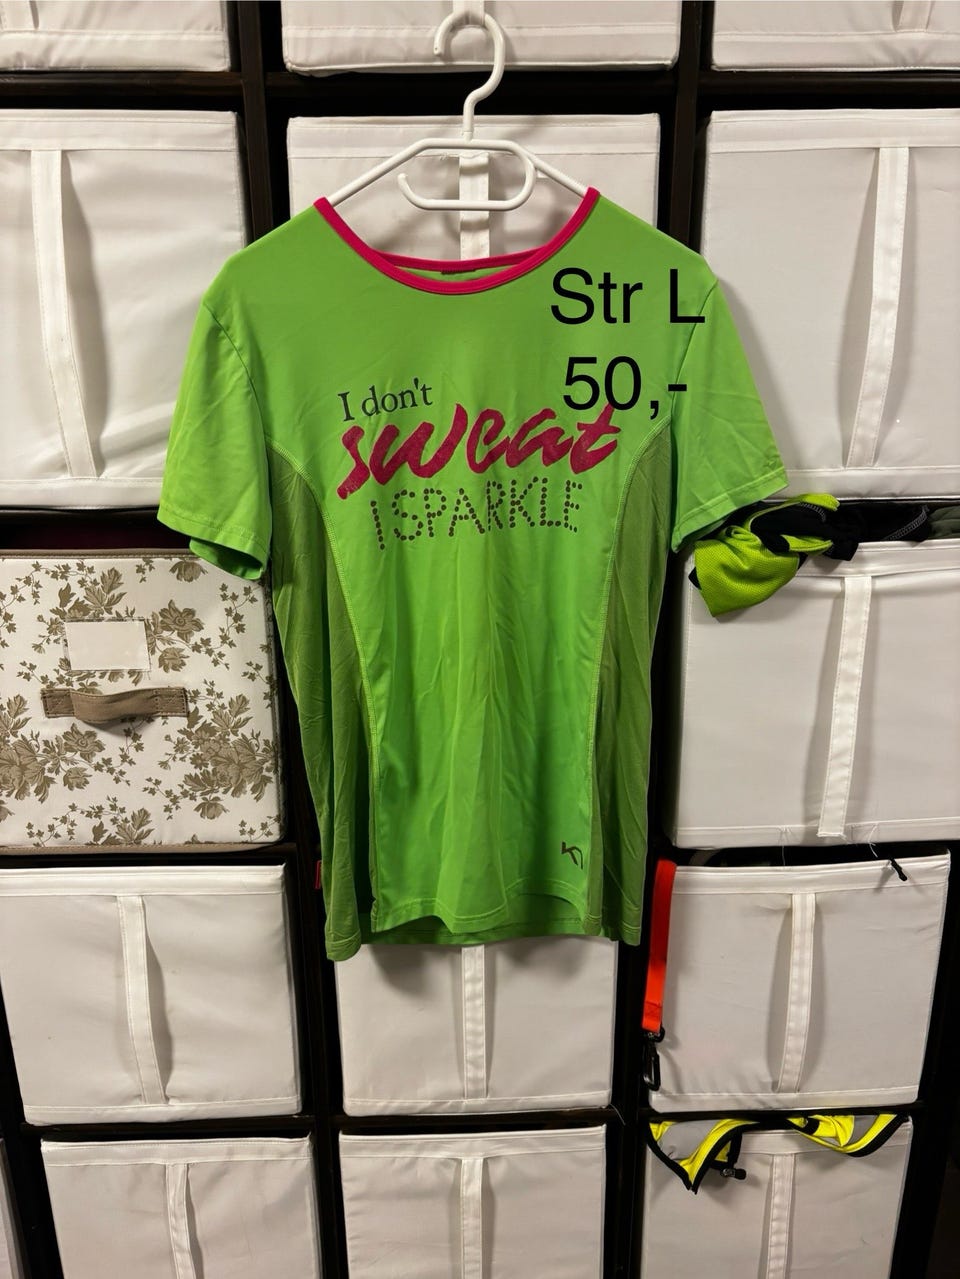 Str L
50,-
I don't
sweat
I SPARKLE